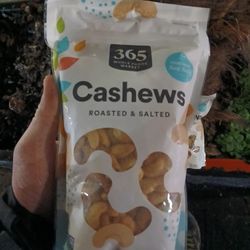 365
WHOLE FOODS
MARKET
Cashews
ROASTED & SALTED